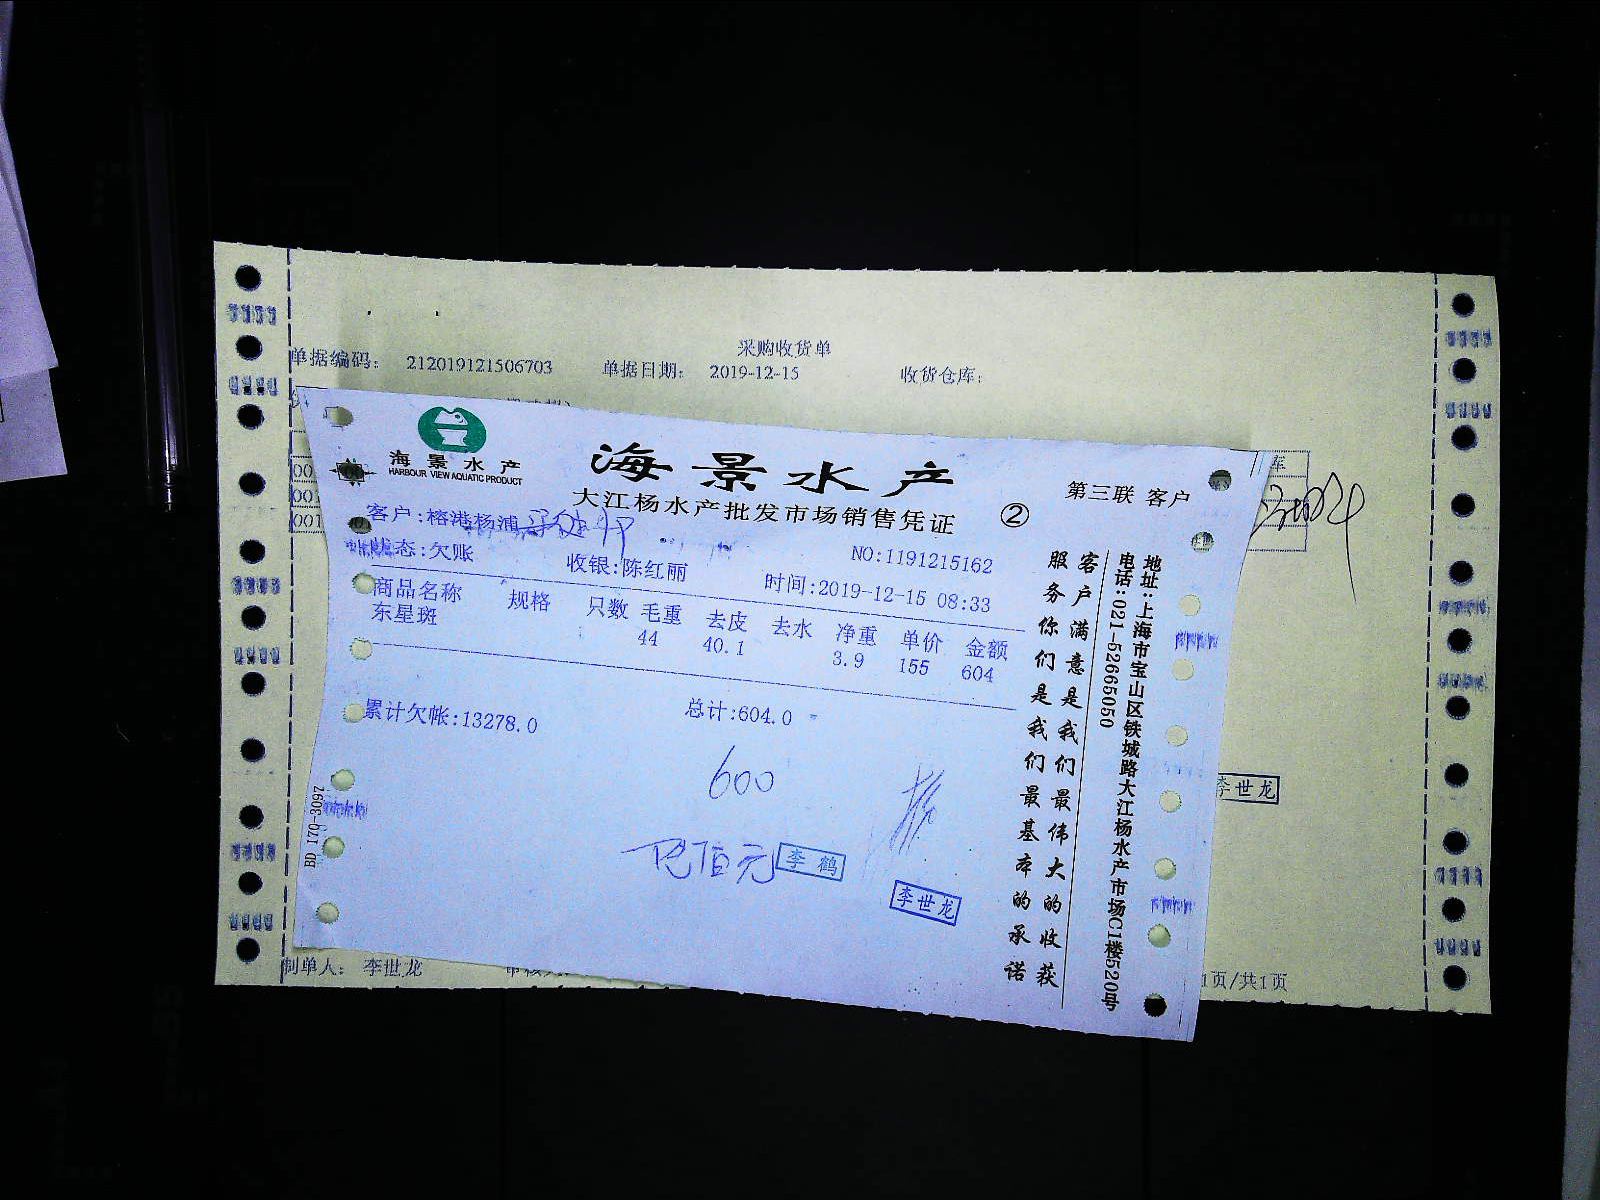 采购收货单
单据编码： 212019121506703 单据日期： 2019-12-15 收货仓库：
海景水产
HARBOUR VIEW AQUATIC PRODUCT
海景水产
大江杨水产批发市场销售凭证 ② 第三联 客户
客户:榕港杨浦
状态:欠账 收银:陈红丽 NO:1191215162
时间:2019-12-15 08:33
商品名称 规格 只数 毛重 去皮 去水 净重 单价 金额
东星斑 44 40.1 3.9 155 604
累计欠帐:13278.0 总计:604.0
600
陆佰元
李鹤
李世龙
客户满意是我们最伟大的收获
服务你们是我们最基本的承诺
地址:上海市宝山区铁城路大江杨水产市场C1楼520号
电话:021-52665050
BD 17Q-3097
李世龙
制单人： 李世龙
1页/共1页